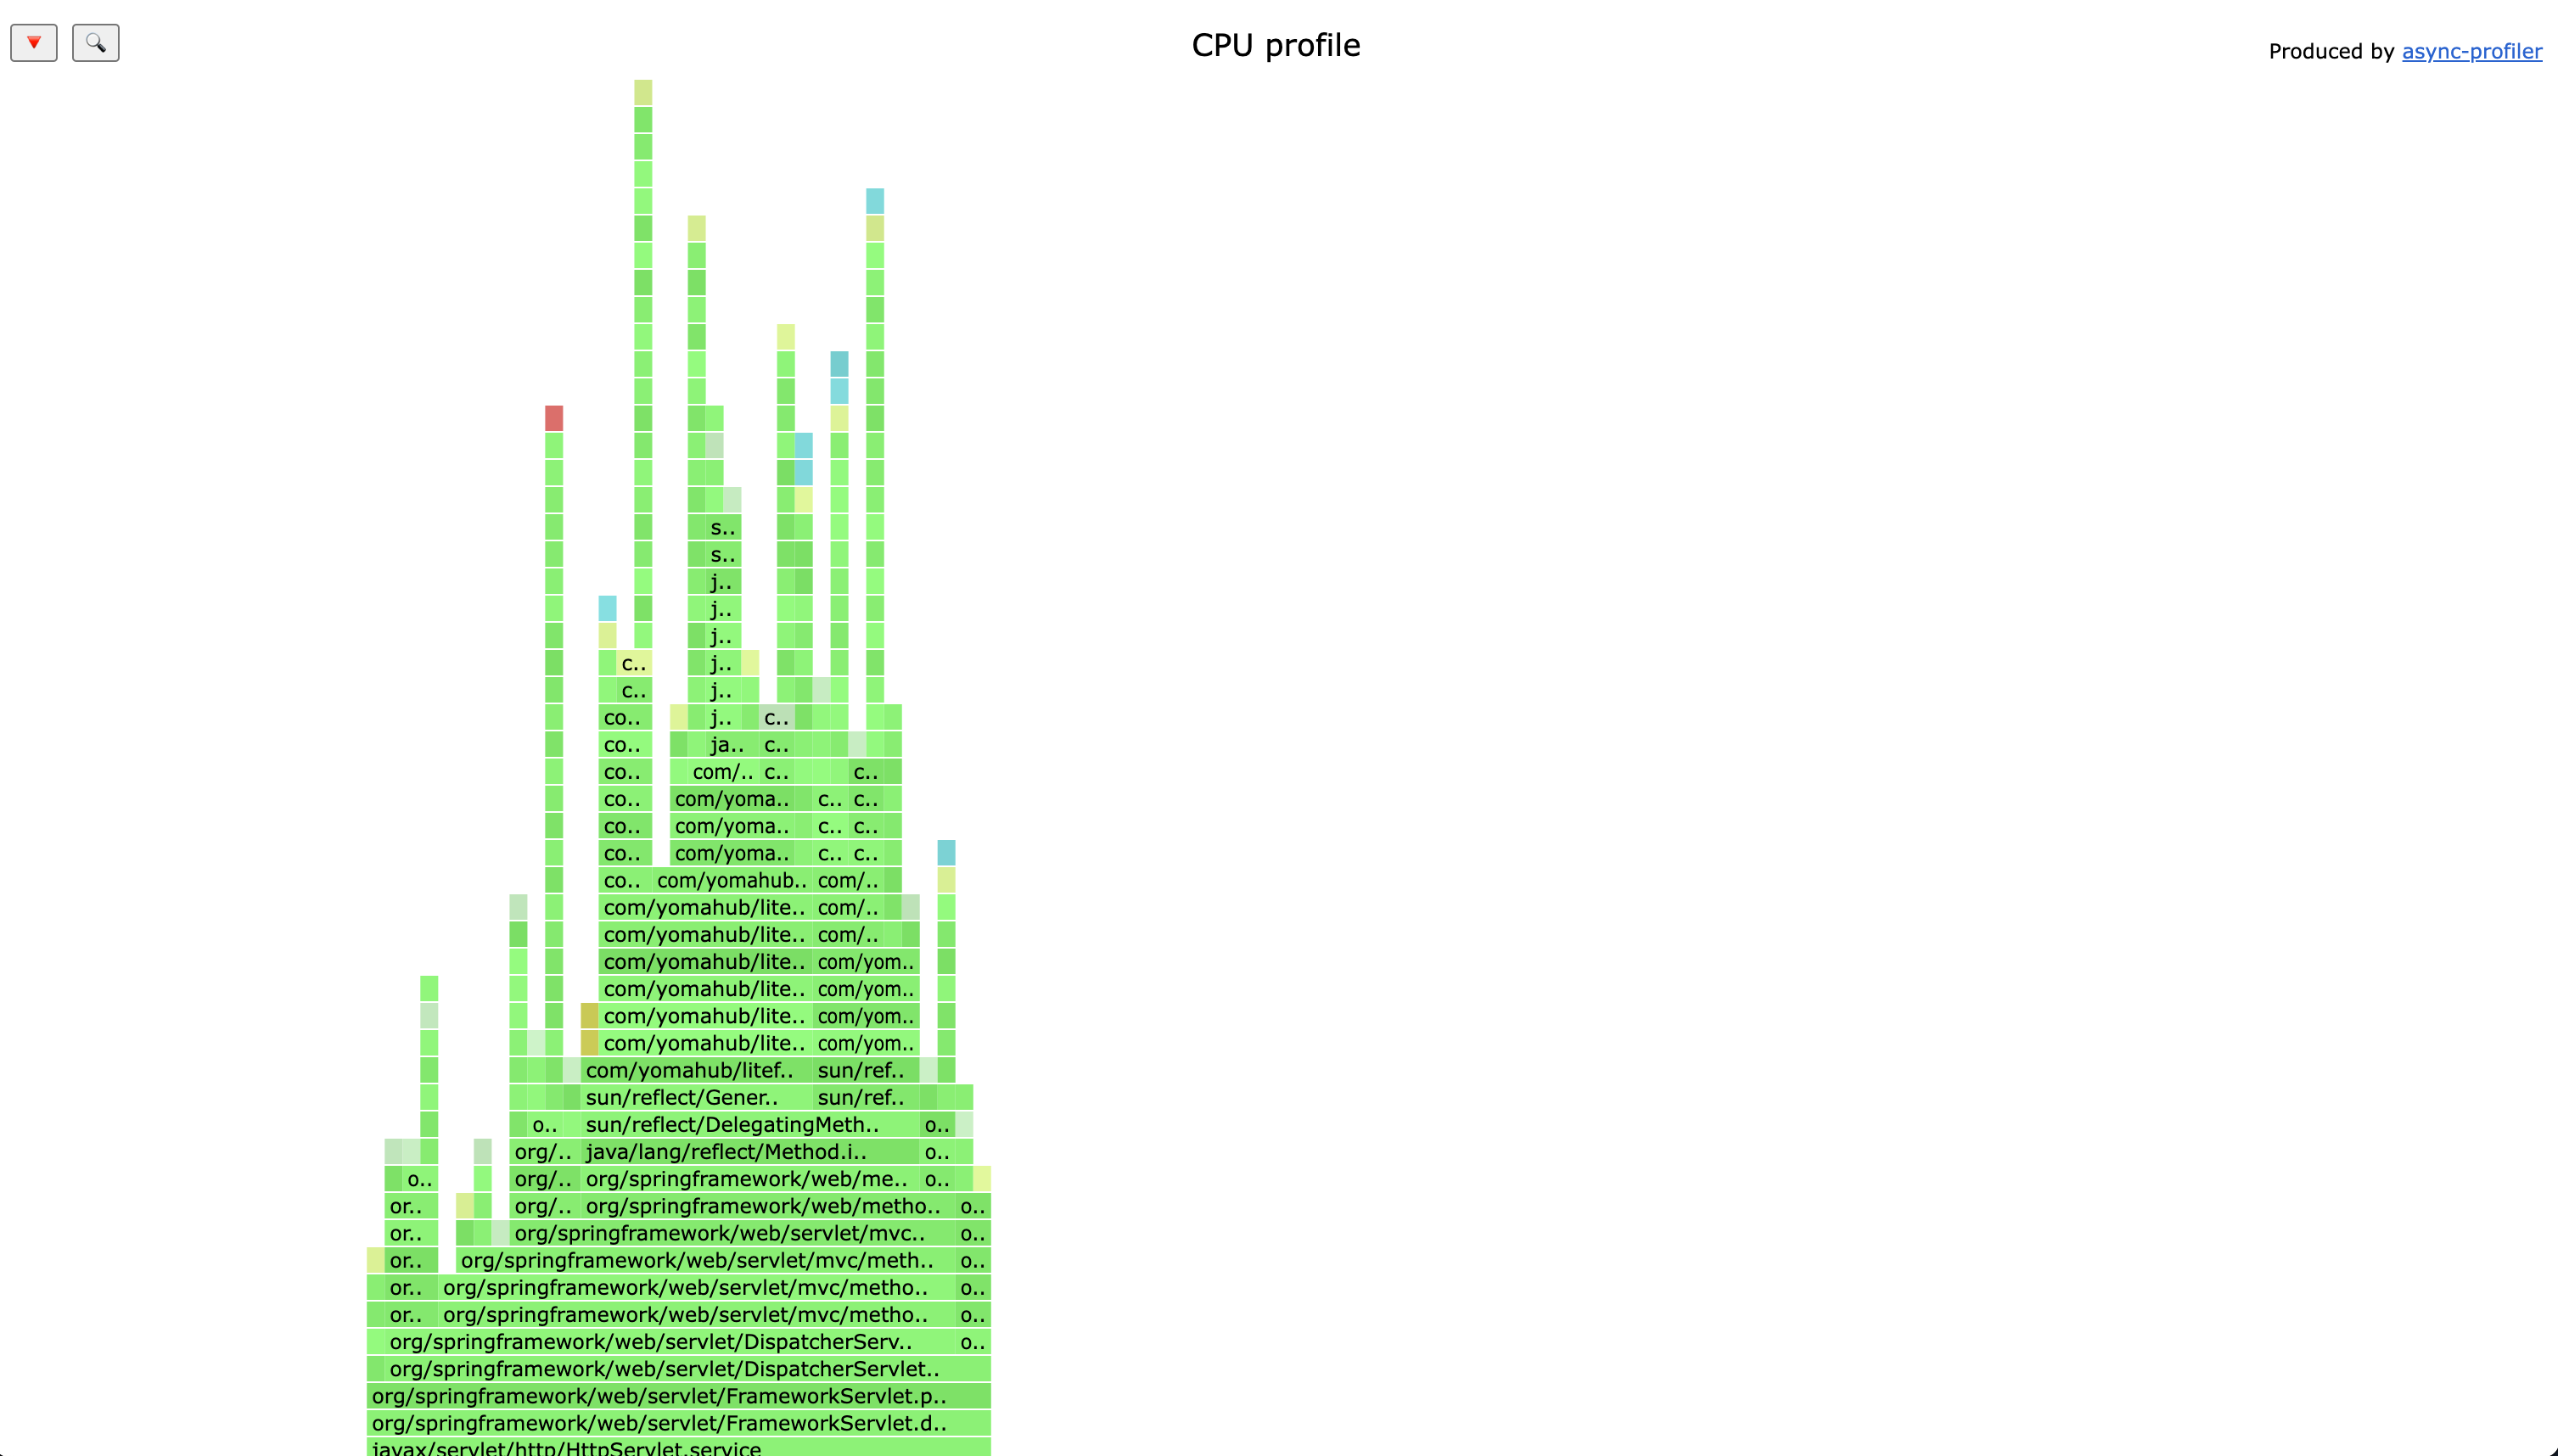 CPU profile
Produced by async-profiler
s..
s..
j..
j..
j..
c.. j..
c.. j..
co.. j.. c..
co.. ja.. c..
co.. com/.. c.. c..
co.. com/yoma.. c.. c..
co.. com/yoma.. c.. c..
co.. com/yoma.. c.. c..
co.. com/yomahub.. com/..
com/yomahub/lite.. com/..
com/yomahub/lite.. com/..
com/yomahub/lite.. com/yom..
com/yomahub/lite.. com/yom..
com/yomahub/lite.. com/yom..
com/yomahub/lite.. com/yom..
com/yomahub/litef.. sun/ref..
sun/reflect/Gener.. sun/ref..
o.. sun/reflect/DelegatingMeth.. o..
org/.. java/lang/reflect/Method.i.. o..
o.. org/.. org/springframework/web/me.. o..
or.. org/.. org/springframework/web/metho.. o..
or.. org/springframework/web/servlet/mvc.. o..
or.. org/springframework/web/servlet/mvc/meth.. o..
or.. org/springframework/web/servlet/mvc/metho.. o..
or.. org/springframework/web/servlet/mvc/metho.. o..
org/springframework/web/servlet/DispatcherServ.. o..
org/springframework/web/servlet/DispatcherServlet..
org/springframework/web/servlet/FrameworkServlet.p..
org/springframework/web/servlet/FrameworkServlet.d..
javax/servlet/http/HttpServlet.service